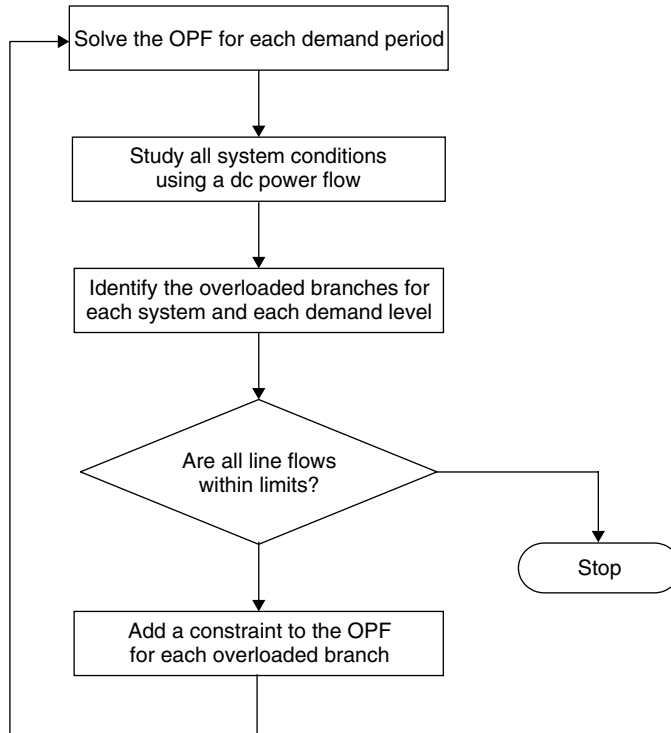 Solve the OPF for each demand period
Study all system conditions
using a dc power flow
Identify the overloaded branches for
each system and each demand level
Are all line flows
within limits?
Stop
Add a constraint to the OPF
for each overloaded branch